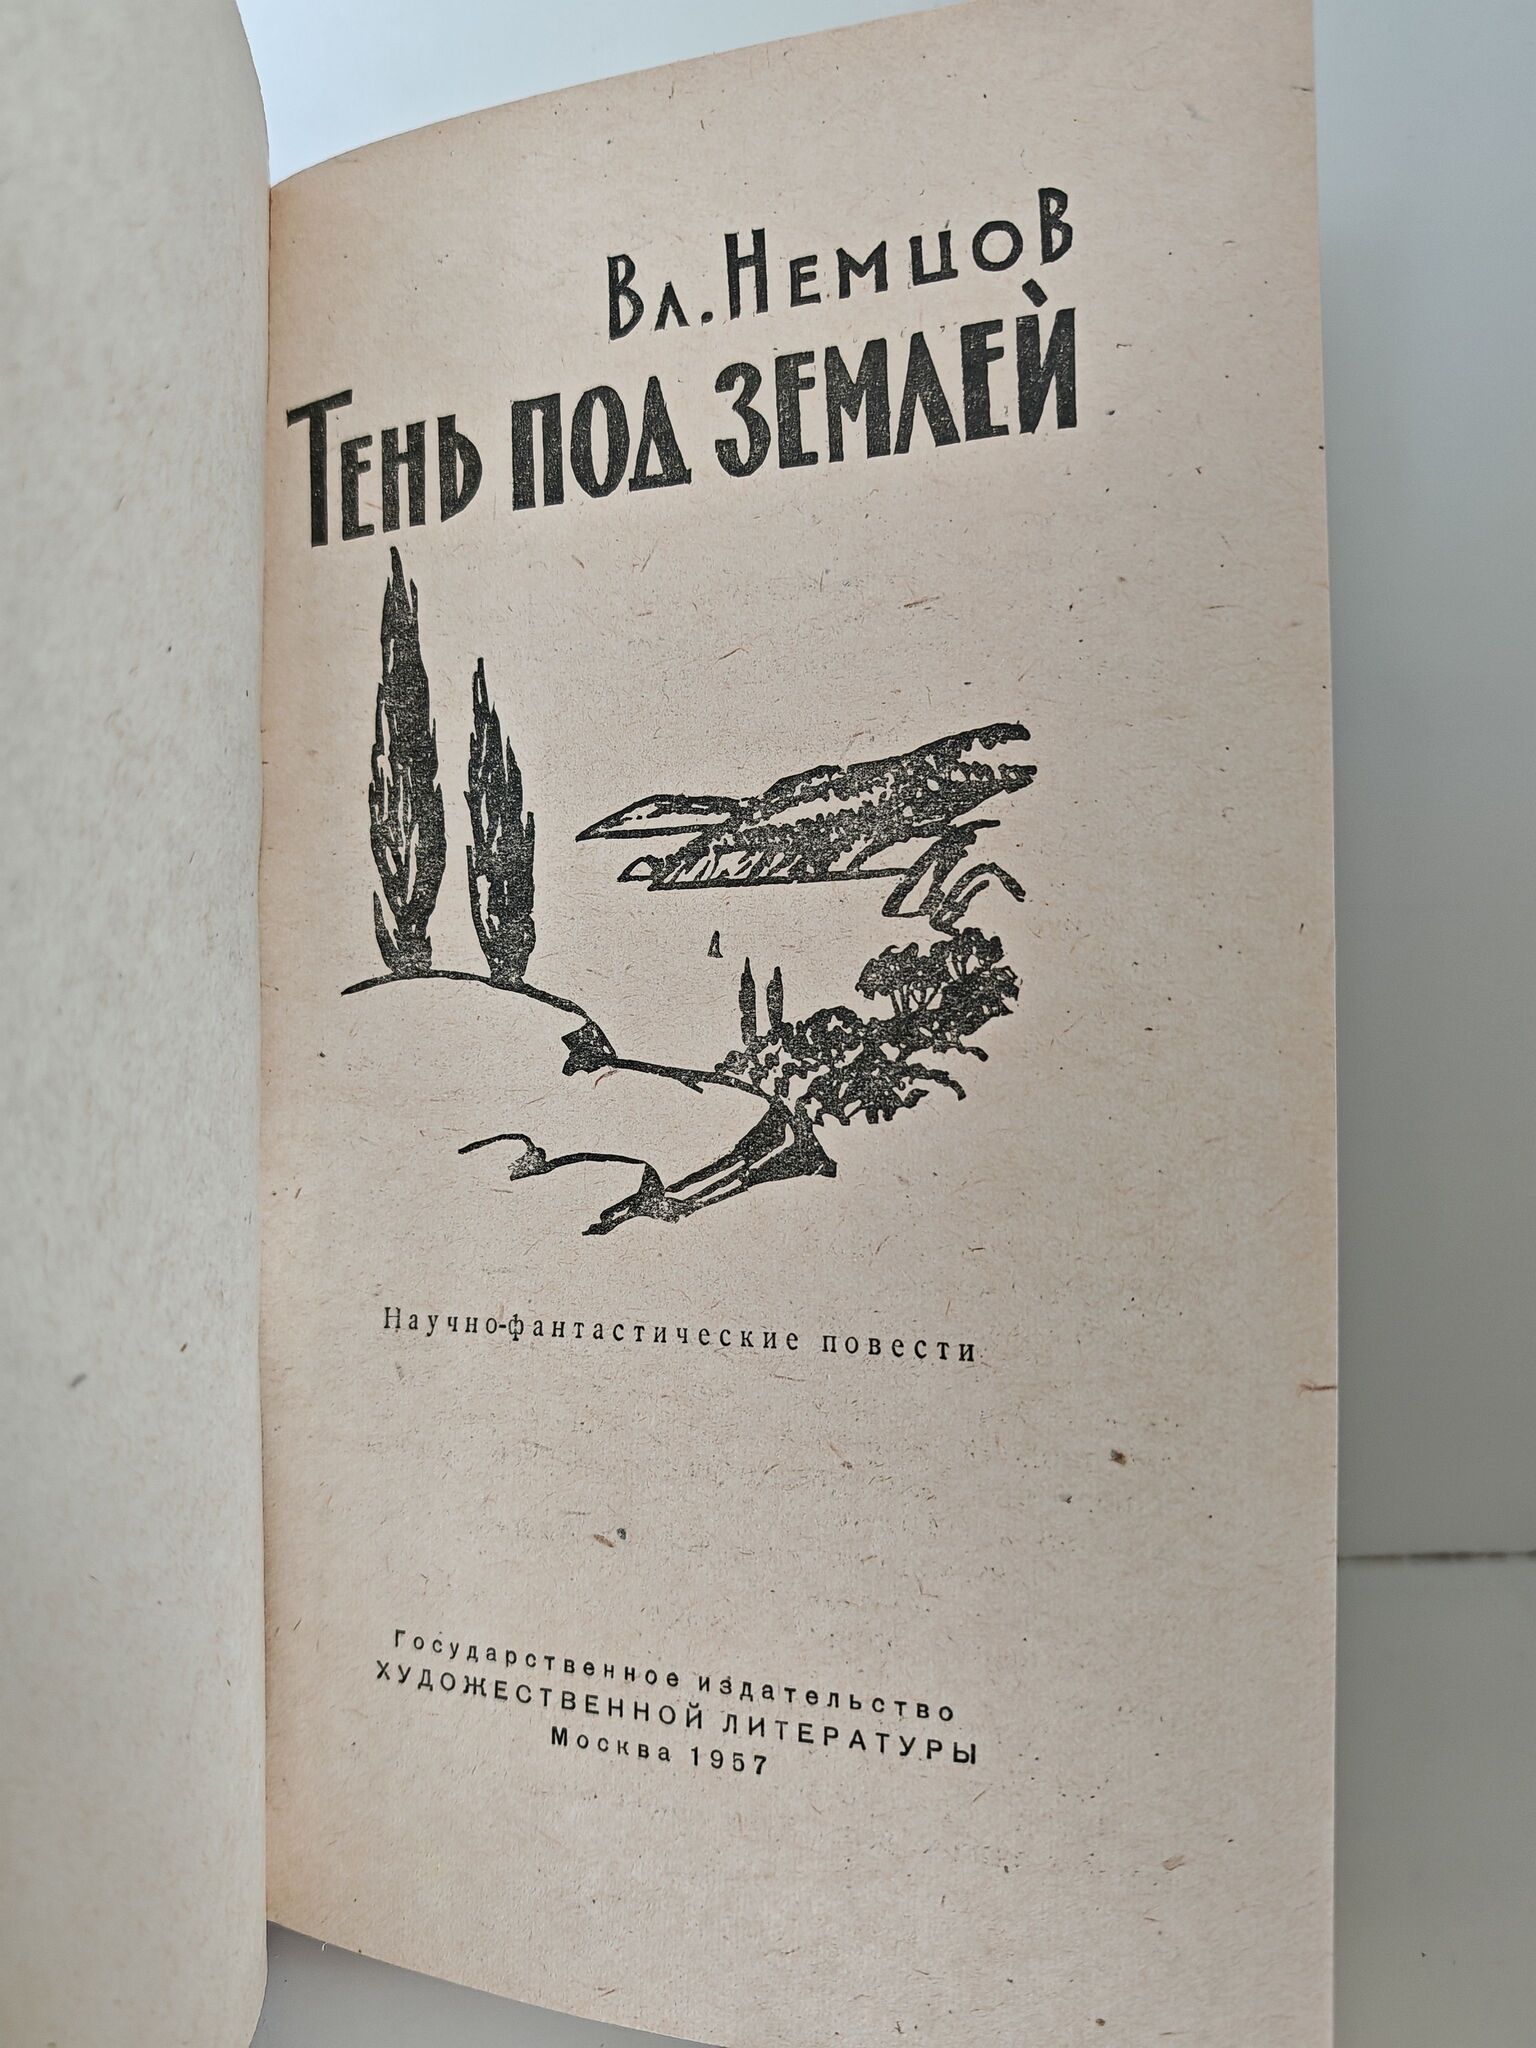 Вл. Немцов
Тень под землей
Научно-фантастические повести
Государственное издательство
ХУДОЖЕСТВЕННОЙ ЛИТЕРАТУРЫ
Москва 1957